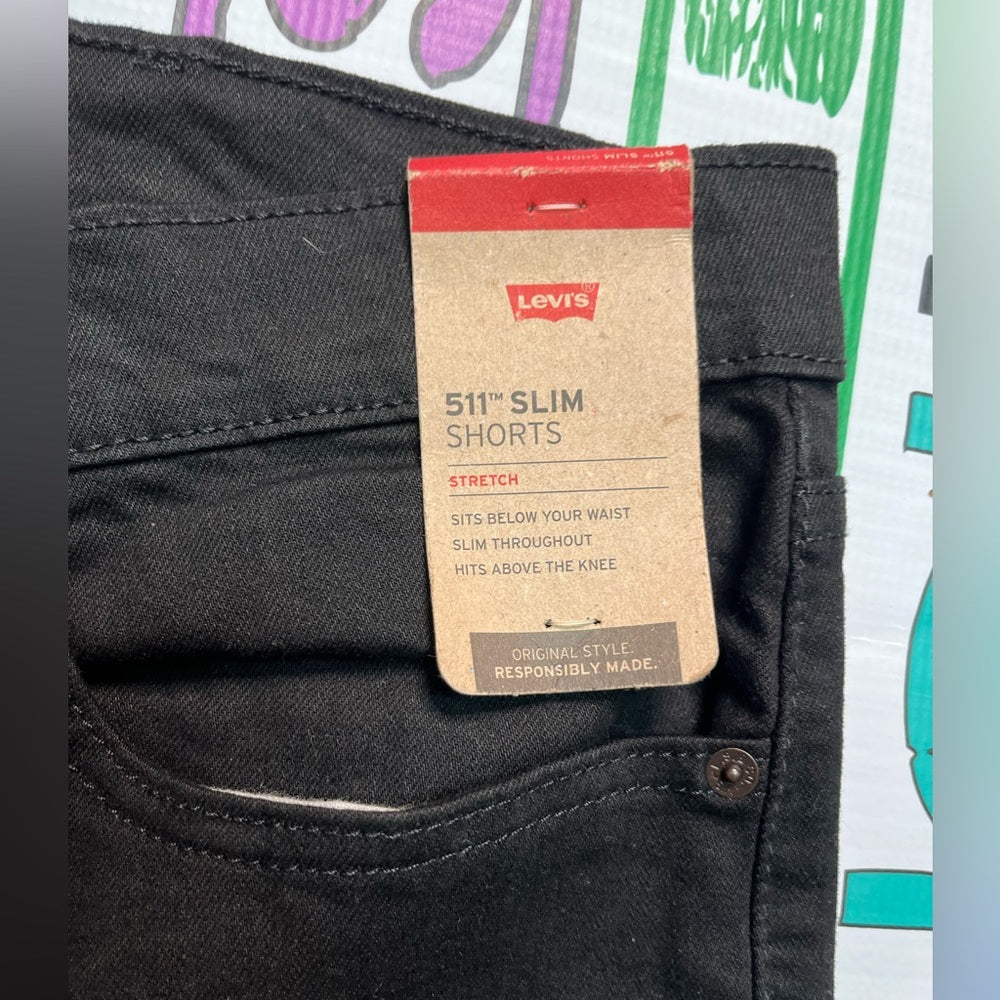 511™ SLIM SHORTS
Levi's®
511™ SLIM
SHORTS
STRETCH
SITS BELOW YOUR WAIST
SLIM THROUGHOUT
HITS ABOVE THE KNEE
ORIGINAL STYLE.
RESPONSIBLY MADE.